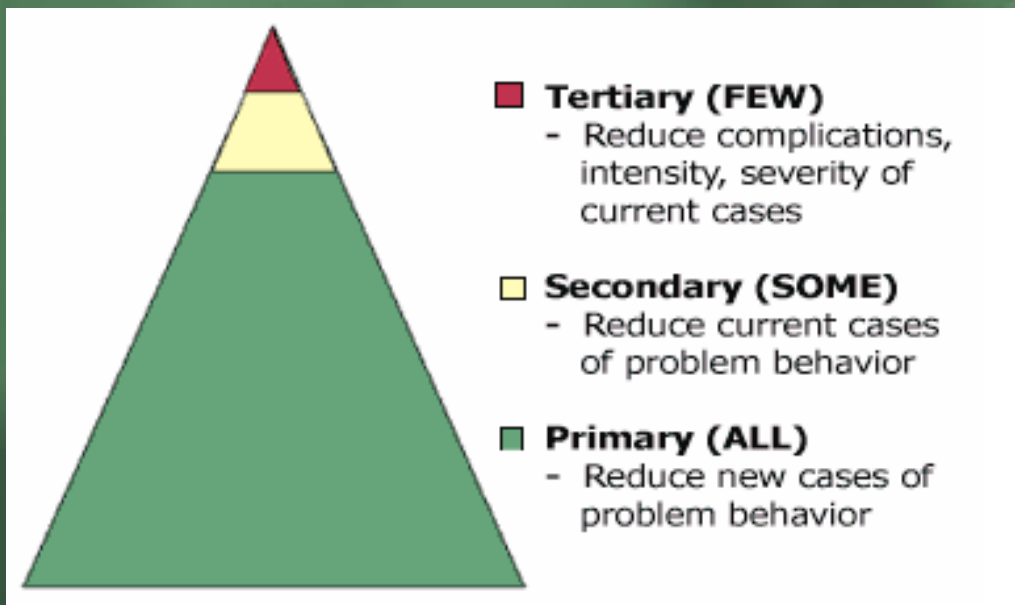 Tertiary (FEW)
- Reduce complications,
intensity, severity of
current cases
Secondary (SOME)
- Reduce current cases
of problem behavior
Primary (ALL)
- Reduce new cases of
problem behavior